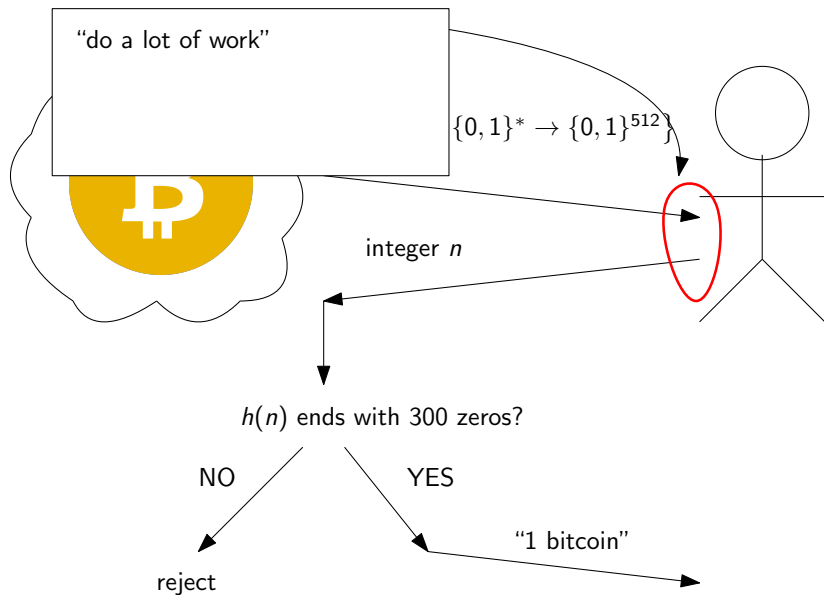 “do a lot of work”
{0, 1}* → {0, 1}⁵¹²}
integer n
h(n) ends with 300 zeros?
NO
YES
“1 bitcoin”
reject